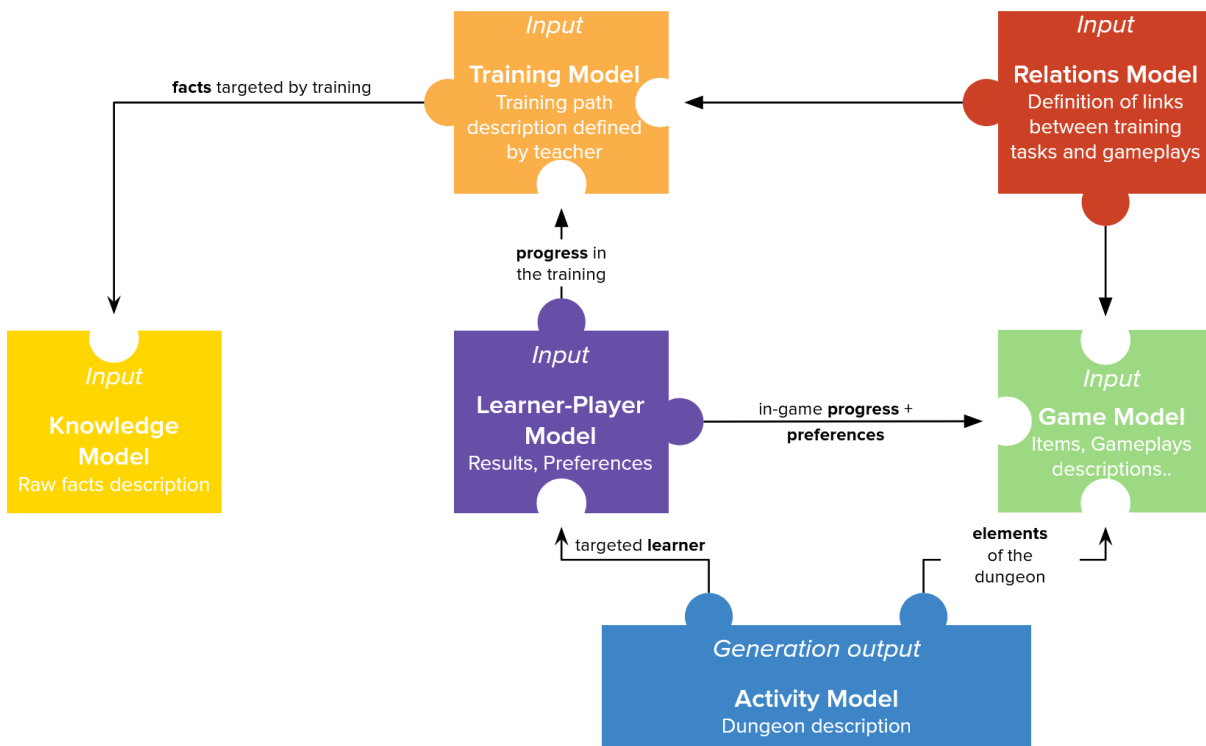 Input
Training Model
Training path
description defined
by teacher
Input
Relations Model
Definition of links
between training
tasks and gameplays
facts targeted by training
progress in
the training
Input
Knowledge
Model
Raw facts description
Input
Learner-Player
Model
Results, Preferences
in-game progress +
preferences
Input
Game Model
Items, Gameplays
descriptions..
targeted learner
elements
of the
dungeon
Generation output
Activity Model
Dungeon description